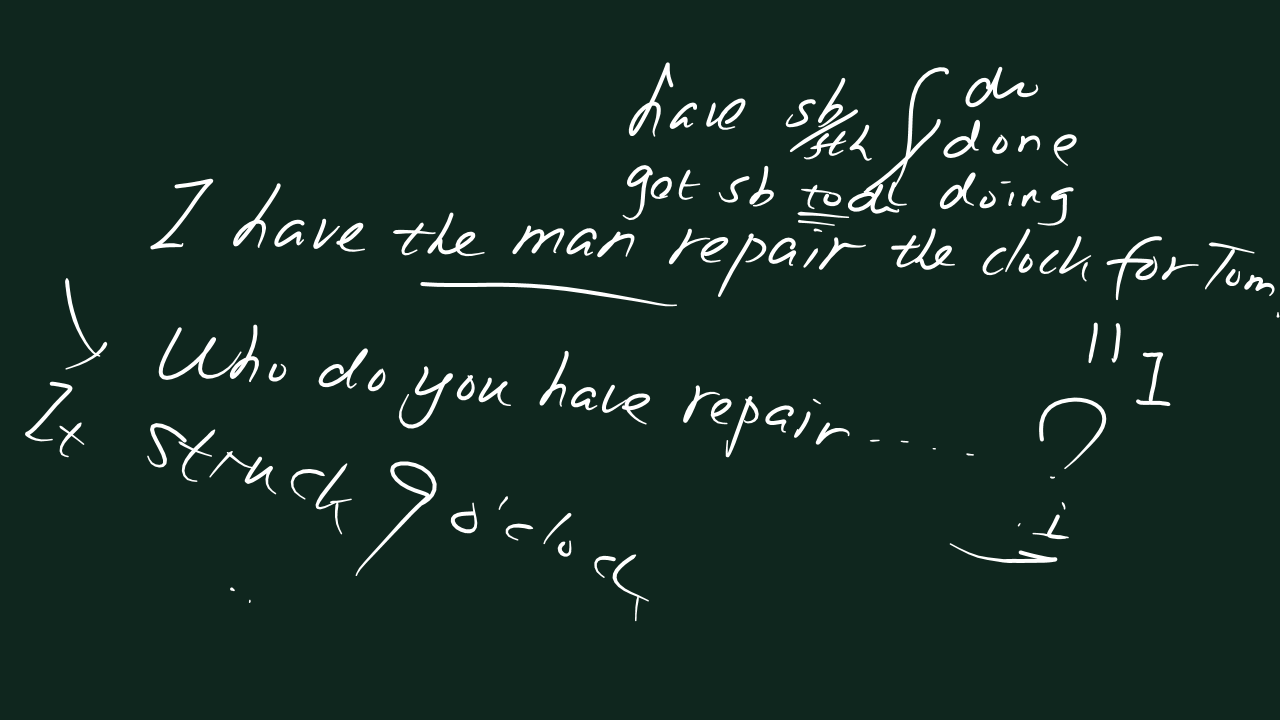 have sb/sth do
done
get sb to do doing
I have the man repair the clock for Tom.
" I
Who do you have repair.... ?
It struck 9 o'clock